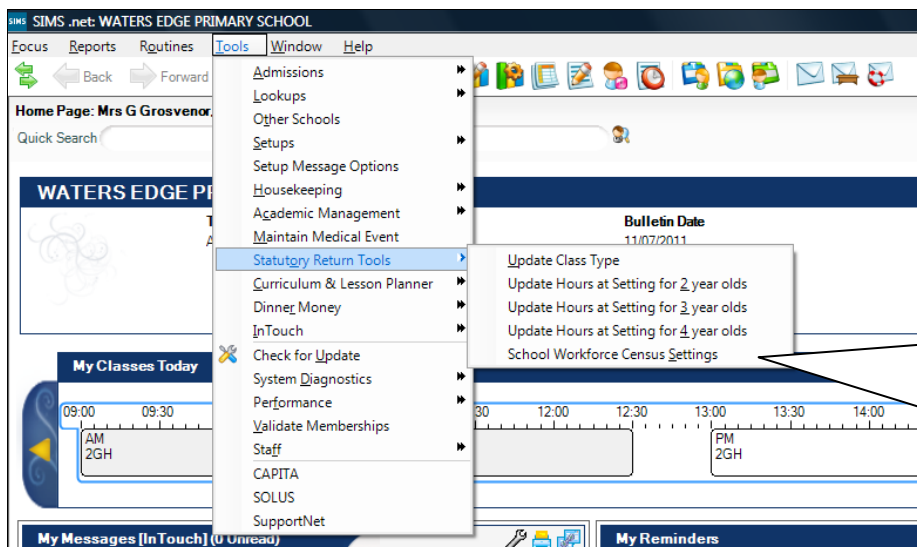 SIMS SIMS .net: WATERS EDGE PRIMARY SCHOOL
Focus Reports Routines Tools Window Help
Back Forward
Home Page: Mrs G Grosvenor,
Quick Search
WATERS EDGE
Bulletin Date
11/07/2011
Admissions
Lookups
Other Schools
Setups
Setup Message Options
Housekeeping
Academic Management
Maintain Medical Event
Statutory Return Tools
Curriculum & Lesson Planner
Dinner Money
InTouch
Check for Update
System Diagnostics
Performance
Validate Memberships
Staff
CAPITA
SOLUS
SupportNet
Update Class Type
Update Hours at Setting for 2 year olds
Update Hours at Setting for 3 year olds
Update Hours at Setting for 4 year olds
School Workforce Census Settings
My Classes Today
09:00 09:30 30 12:00 12:30 13:00 13:30 14:00
AM PM
2GH 2GH
My Messages [InTouch] (0 Unread) My Reminders